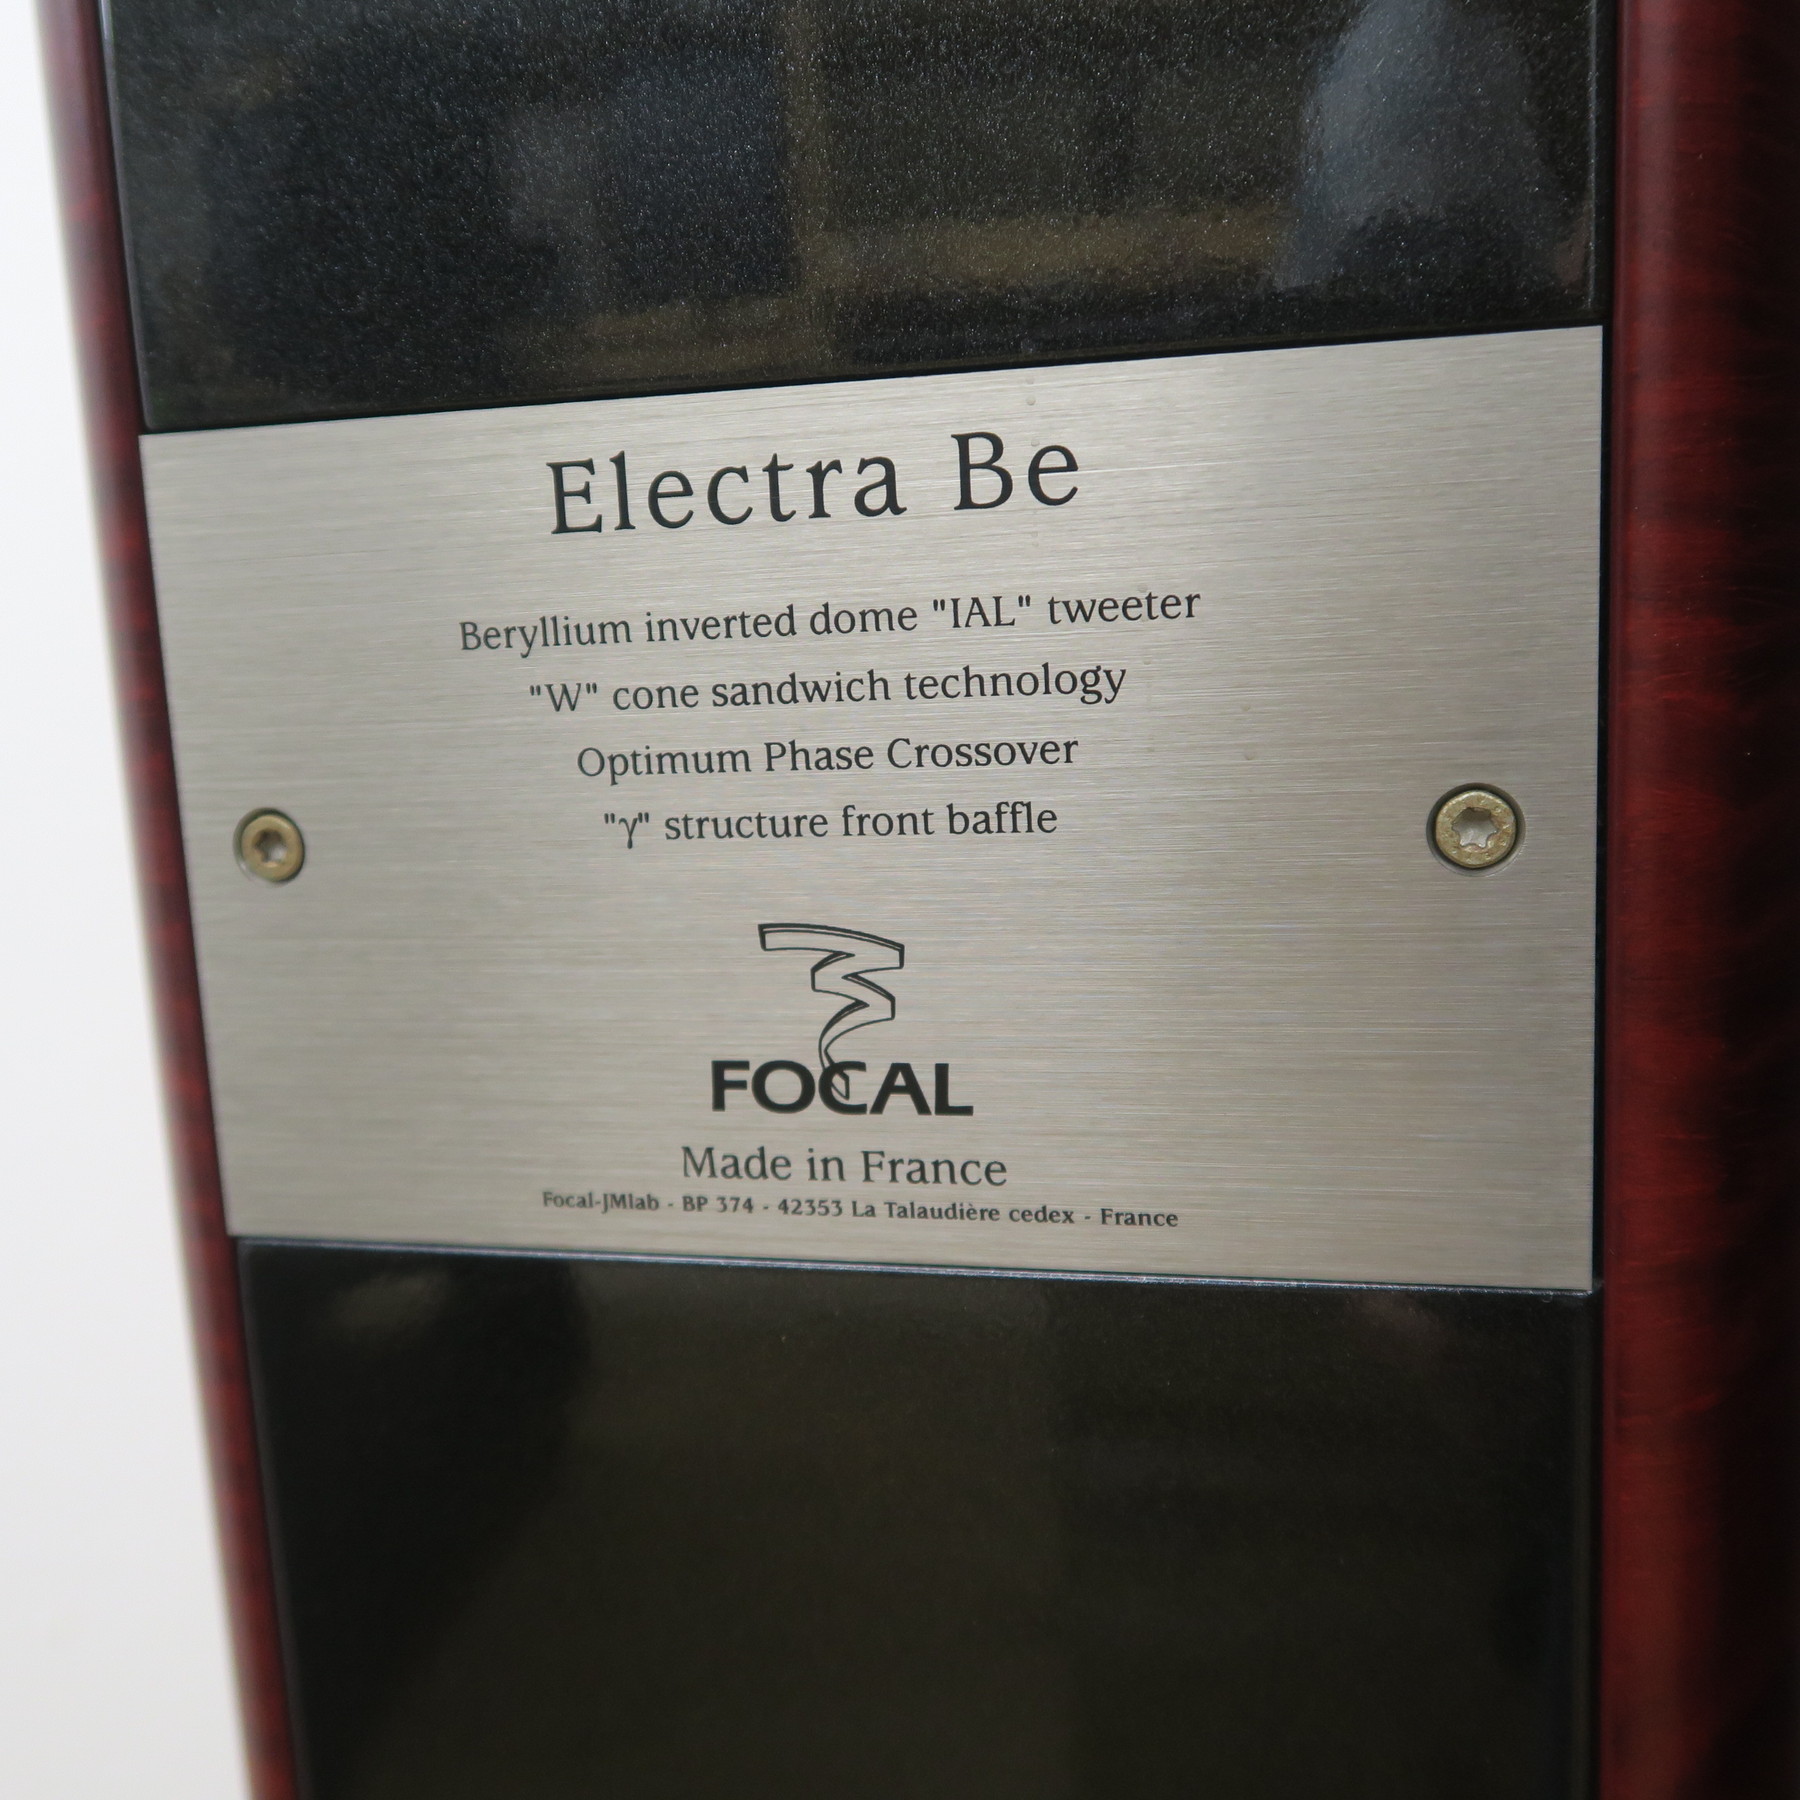 Electra Be
Beryllium inverted dome "IAL" tweeter
"W" cone sandwich technology
Optimum Phase Crossover
"γ" structure front baffle
FOCAL
Made in France
Focal-JMlab - BP 374 - 42353 La Talaudière cedex - France